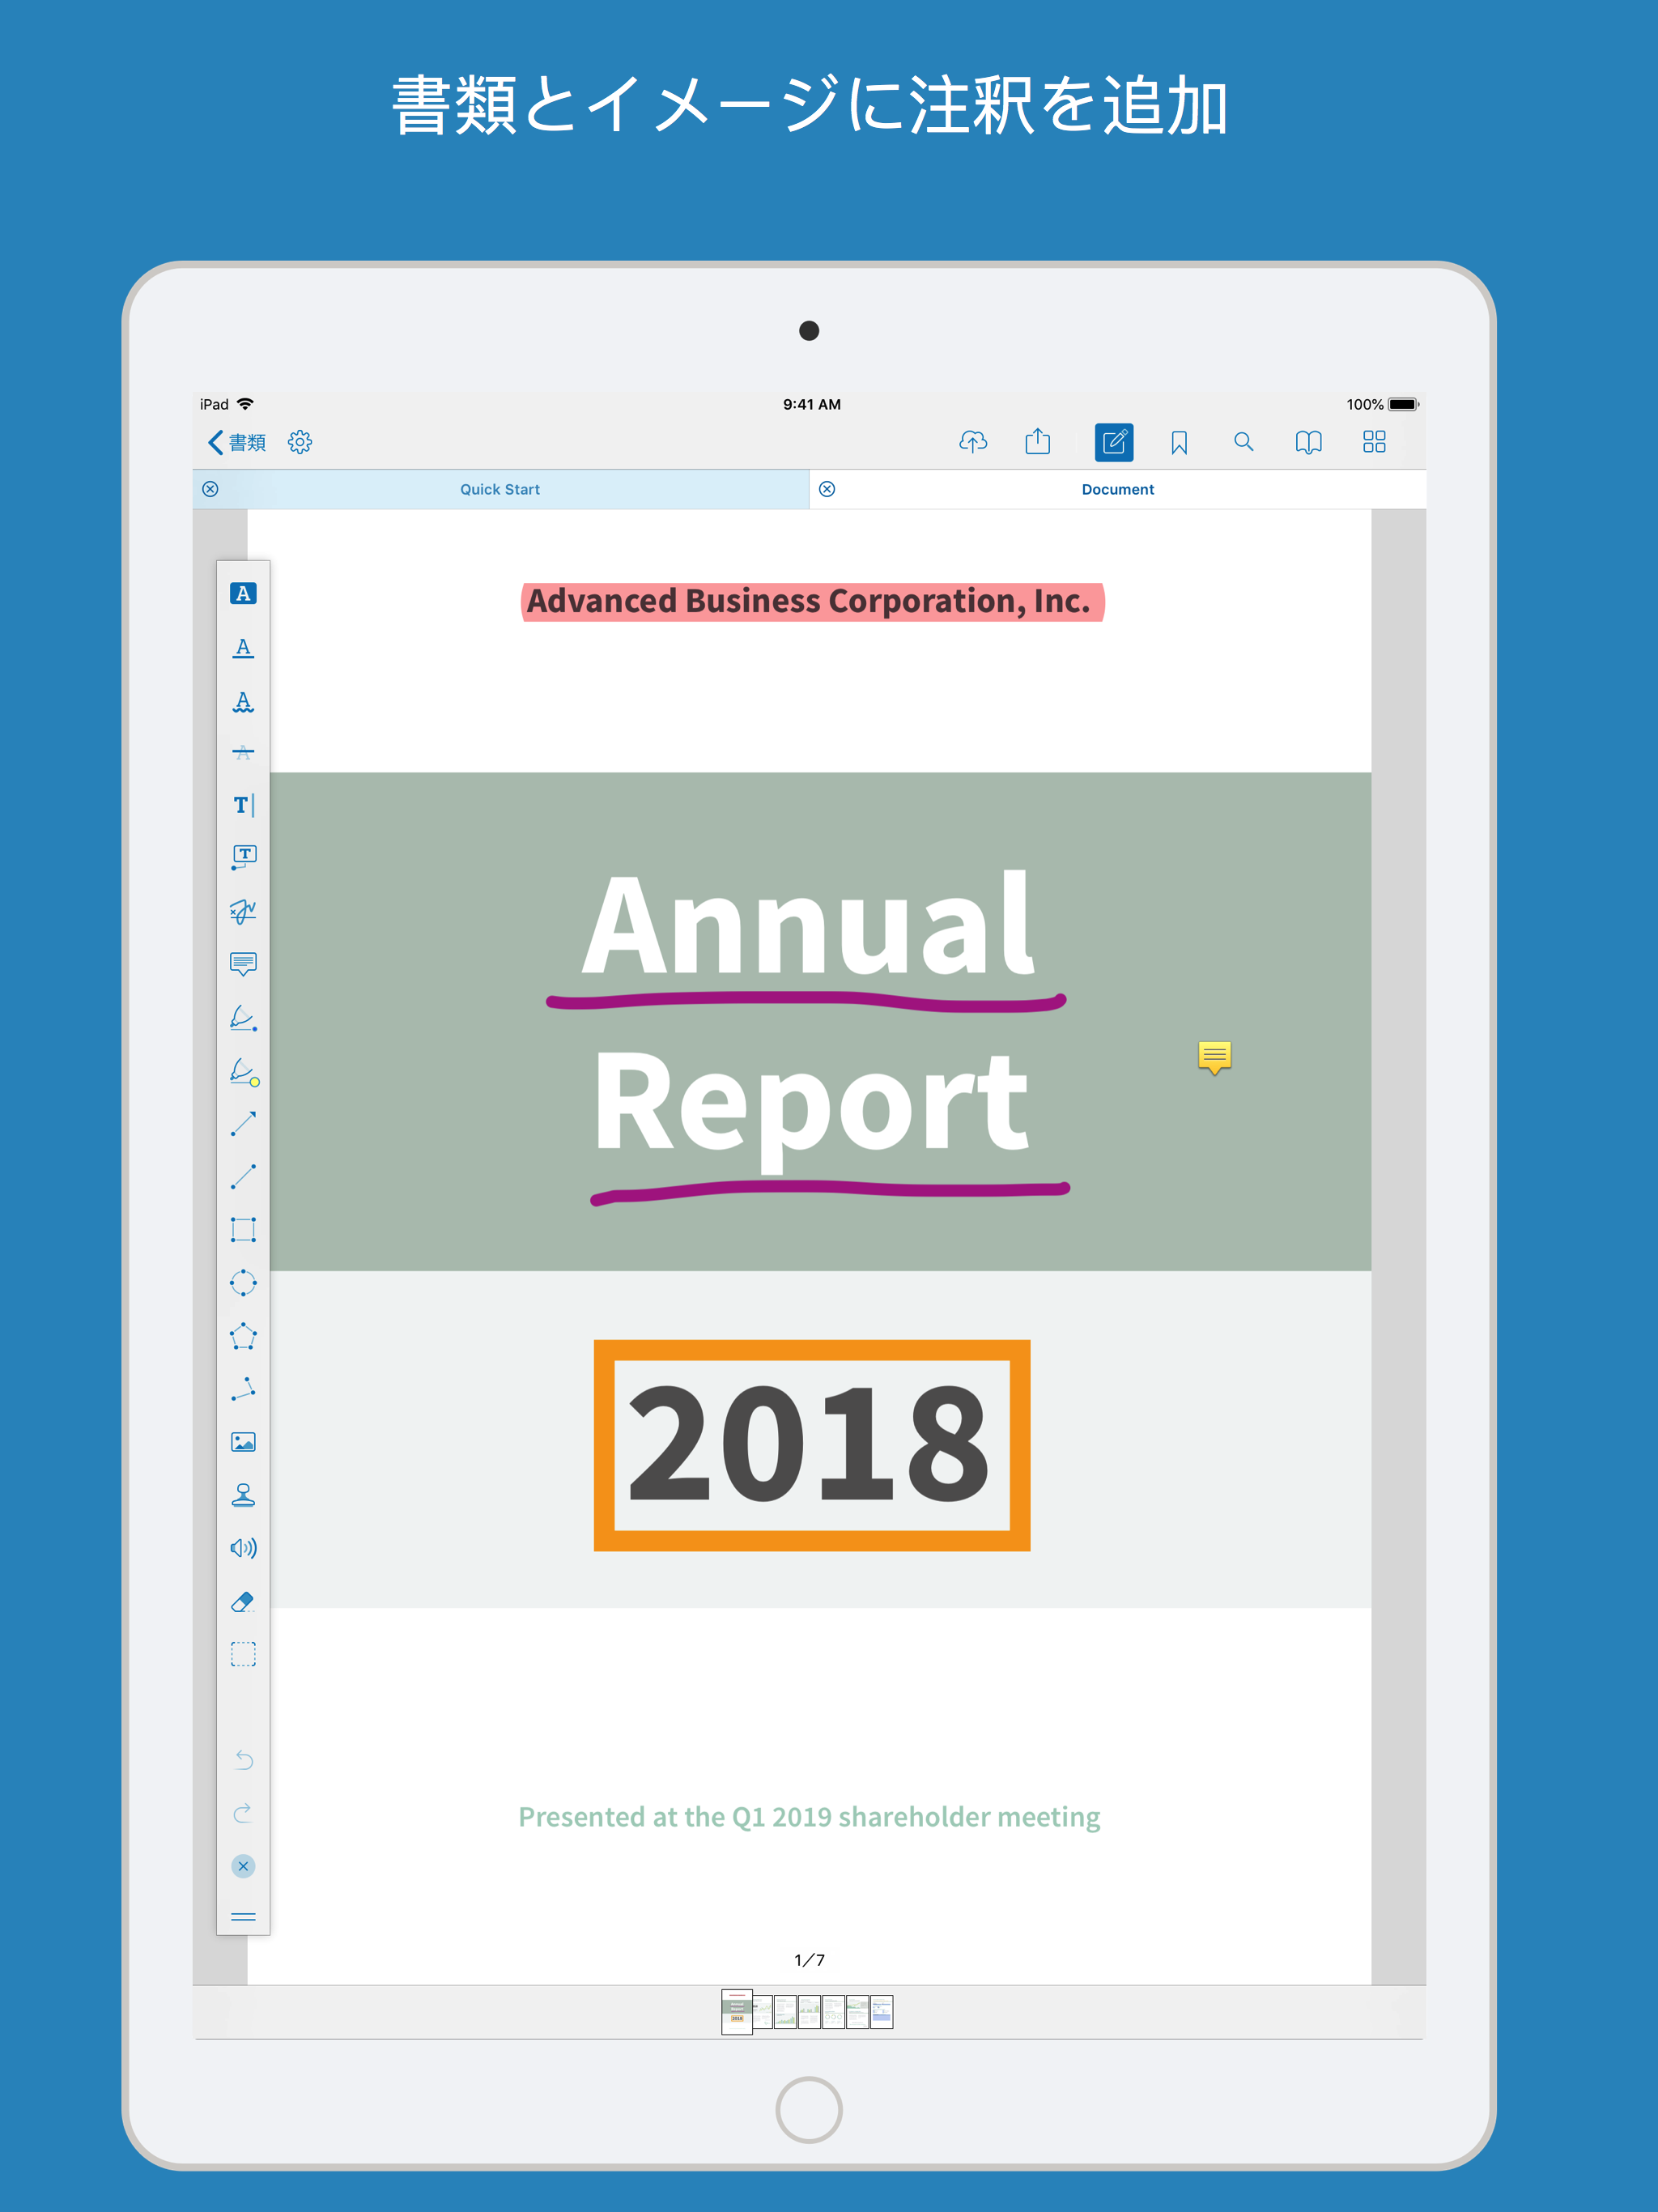 書類とイメージに注釈を追加
iPad 9:41 AM 100%
書類
Quick Start Document
Advanced Business Corporation, Inc.
Annual
Report
2018
Presented at the Q1 2019 shareholder meeting
1/7